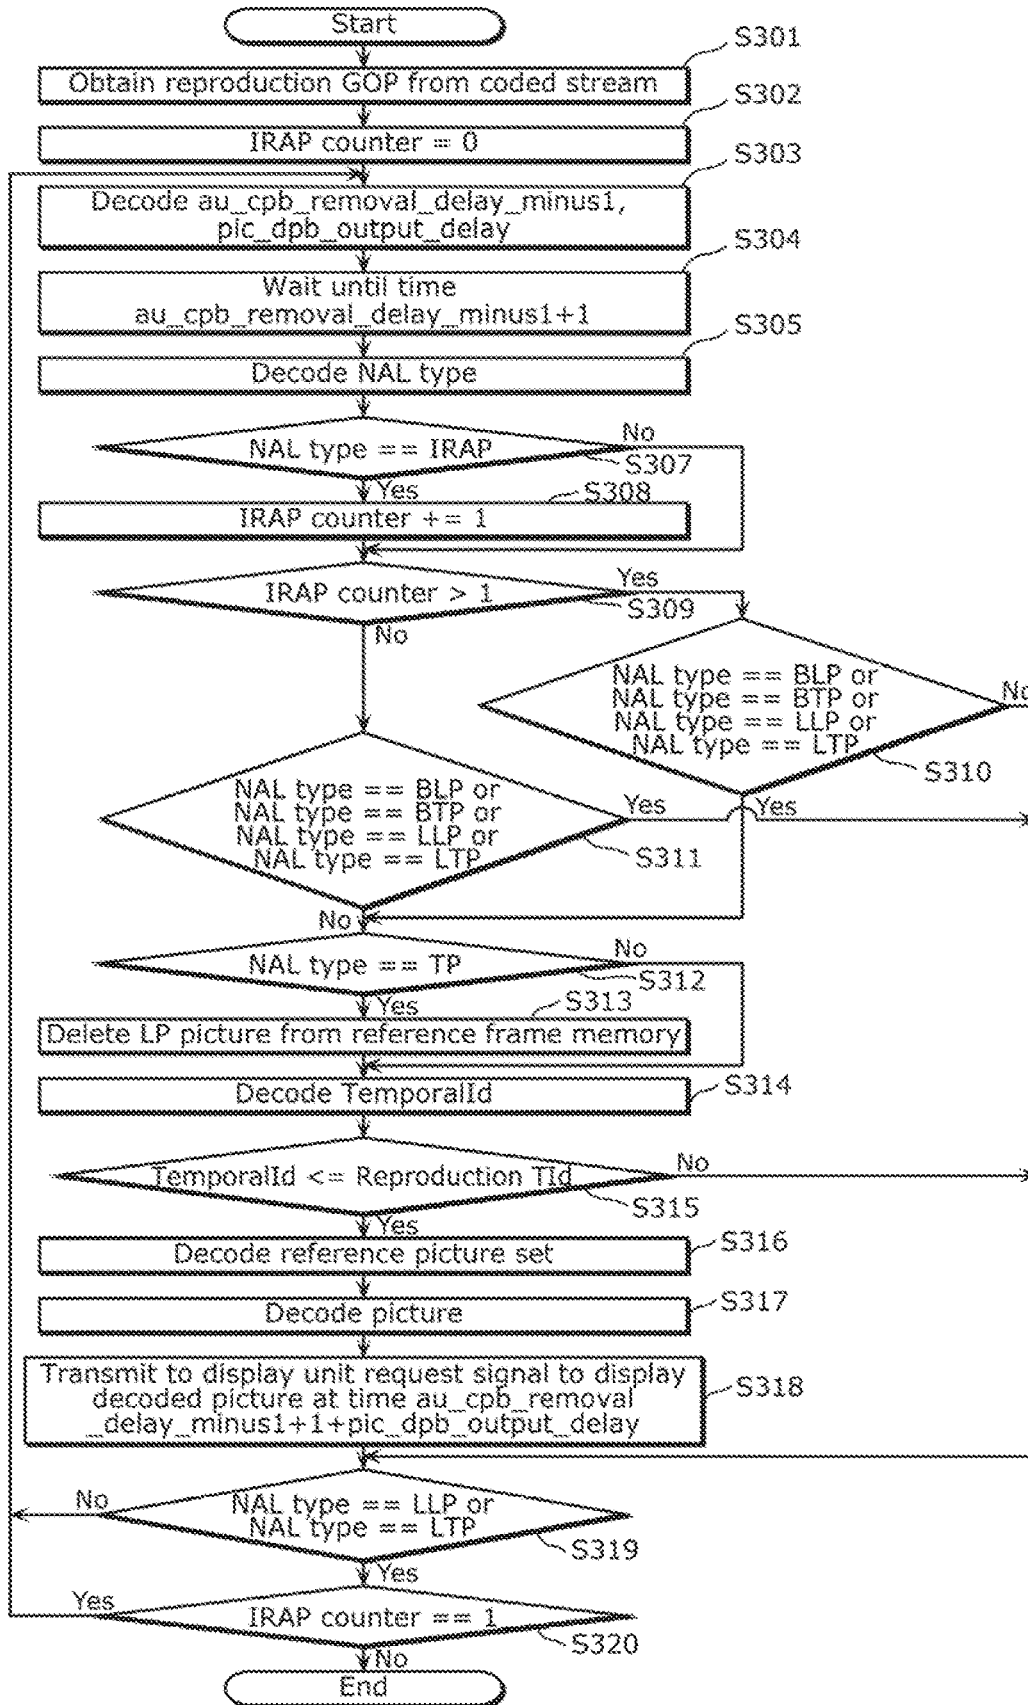 Start
S301
Obtain reproduction GOP from coded stream
S302
IRAP counter = 0
S303
Decode au_cpb_removal_delay_minus1,
pic_dpb_output_delay
S304
Wait until time
au_cpb_removal_delay_minus1+1
S305
Decode NAL type
No
NAL type == IRAP
S307
Yes
S308
IRAP counter += 1
Yes
IRAP counter > 1
S309
No
NAL type == BLP or
NAL type == BTP or
NAL type == LLP or
NAL type == LTP
No
S310
Yes
NAL type == BLP or
NAL type == BTP or
NAL type == LLP or
NAL type == LTP
Yes
S311
No
No
NAL type == TP
S312
Yes
S313
Delete LP picture from reference frame memory
Decode TemporalId
S314
TemporalId <= Reproduction TId
No
S315
Yes
Decode reference picture set
S316
Decode picture
S317
Transmit to display unit request signal to display
decoded picture at time au_cpb_removal
_delay_minus1+1+pic_dpb_output_delay
S318
No
NAL type == LLP or
NAL type == LTP
S319
Yes
Yes
IRAP counter == 1
S320
No
End